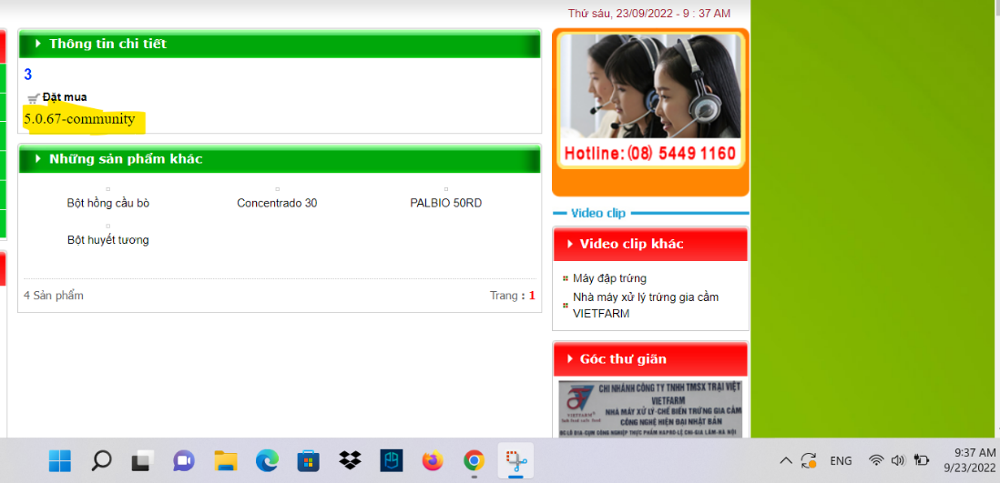 Thứ sáu, 23/09/2022 - 9 : 37 AM
Thông tin chi tiết
3
Đặt mua
5.0.67-community
Những sản phẩm khác
Bột hồng cầu bò
Concentrado 30
PALBIO 50RD
Bột huyết tương
4 Sản phẩm
Trang : 1
Hotline: (08) 5449 1160
Video clip
Video clip khác
Máy đập trứng
Nhà máy xử lý trứng gia cầm
VIETFARM
Góc thư giãn
CHI NHÁNH CÔNG TY TNHH TMSX TRẠI VIỆT
VIETFARM
NHÀ MÁY XỬ LÝ-CHẾ BIẾN TRỨNG GIA CẦM
CÔNG NGHỆ HIỆN ĐẠI NHẬT BẢN
VIETFARM
ENG
9:37 AM
9/23/2022